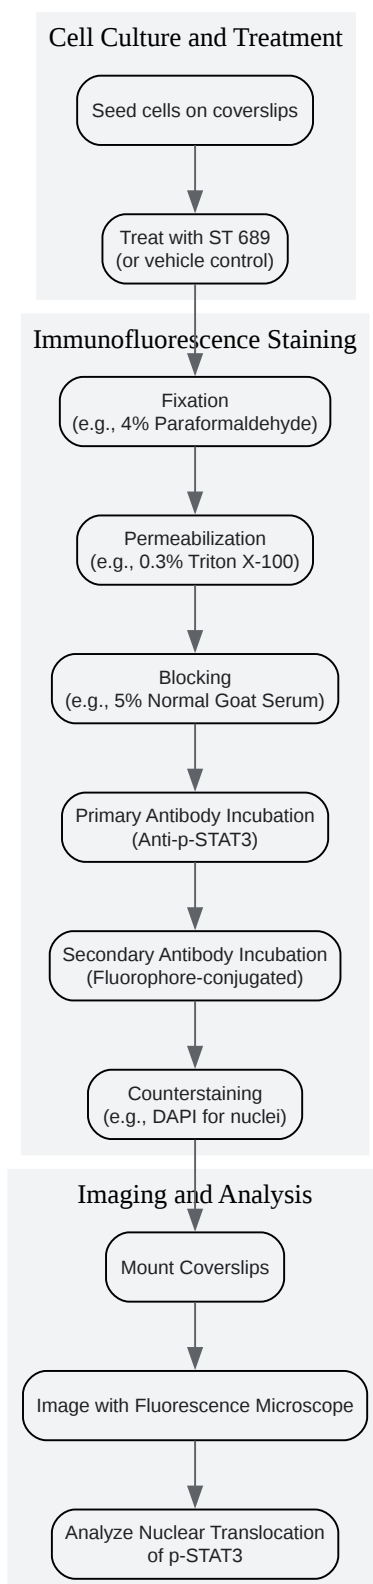 Cell Culture and Treatment
Seed cells on coverslips
Treat with ST 689
(or vehicle control)
Immunofluorescence Staining
Fixation
(e.g., 4% Paraformaldehyde)
Permeabilization
(e.g., 0.3% Triton X-100)
Blocking
(e.g., 5% Normal Goat Serum)
Primary Antibody Incubation
(Anti-p-STAT3)
Secondary Antibody Incubation
(Fluorophore-conjugated)
Counterstaining
(e.g., DAPI for nuclei)
Imaging and Analysis
Mount Coverslips
Image with Fluorescence Microscope
Analyze Nuclear Translocation
of p-STAT3